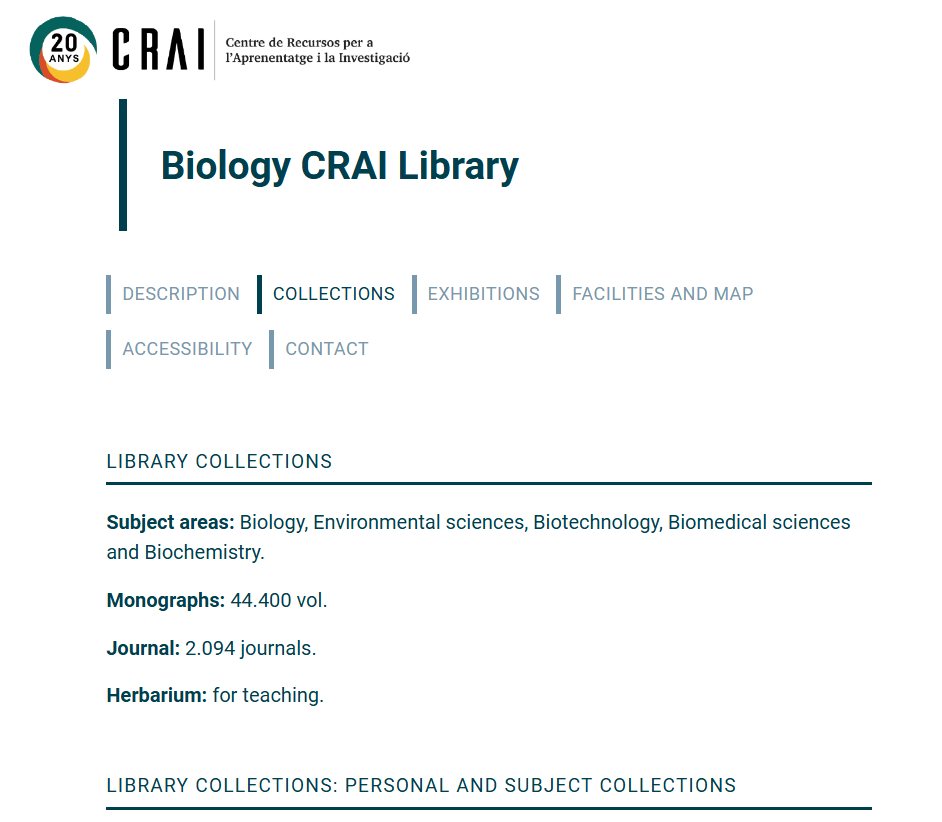 20
ANYS
CRAI
Centre de Recursos per a
l'Aprenentatge i la Investigació
Biology CRAI Library
DESCRIPTION
COLLECTIONS
EXHIBITIONS
FACILITIES AND MAP
ACCESSIBILITY
CONTACT
LIBRARY COLLECTIONS
Subject areas: Biology, Environmental sciences, Biotechnology, Biomedical sciences
and Biochemistry.
Monographs: 44.400 vol.
Journal: 2.094 journals.
Herbarium: for teaching.
LIBRARY COLLECTIONS: PERSONAL AND SUBJECT COLLECTIONS